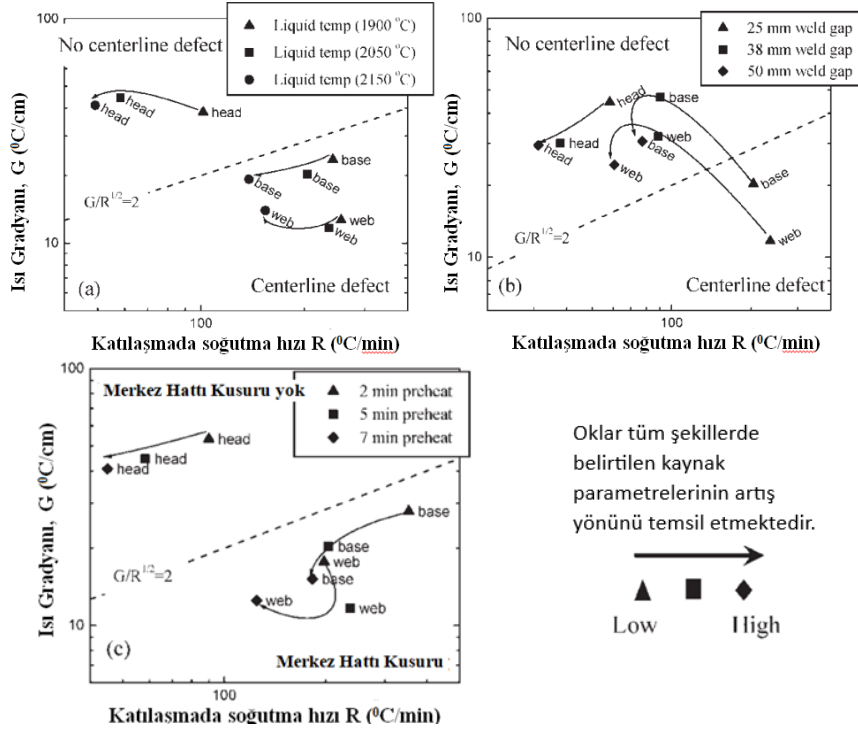 100
No centerline defect
Liquid temp (1900 °C)
Liquid temp (2050 °C)
Liquid temp (2150 °C)
head
head
head
base
base
base
G/R^1/2=2
web
web
web
10
(a)
Centerline defect
100
Isı Gradyanı, G (⁰C/cm)
Katılaşmada soğutma hızı R (⁰C/min)
100
No centerline defect
25 mm weld gap
38 mm weld gap
50 mm weld gap
head
base
head
head
web
base
web
base
G/R^1/2=2
web
10
(b)
Centerline defect
100
Isı Gradyanı, G (⁰C/cm)
Katılaşmada soğutma hızı R (⁰C/min)
100
Merkez Hattı Kusuru yok
2 min preheat
5 min preheat
7 min preheat
head
head
head
base
G/R^1/2=2
base
web
base
web
web
10
(c)
Merkez Hattı Kusuru
100
Isı Gradyanı, G (⁰C/cm)
Katılaşmada soğutma hızı R (⁰C/min)
Oklar tüm şekillerde
belirtilen kaynak
parametrelerinin artış
yönünü temsil etmektedir.
Low High